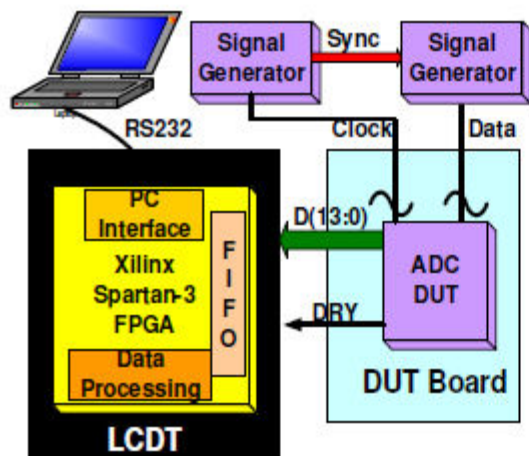 Signal
Generator
Sync
Signal
Generator
RS232
Clock
Data
PC
Interface
D(13:0)
FIFO
Xilinx
Spartan-3
FPGA
ADC
DUT
DRY
Data
Processing
DUT Board
LCDT